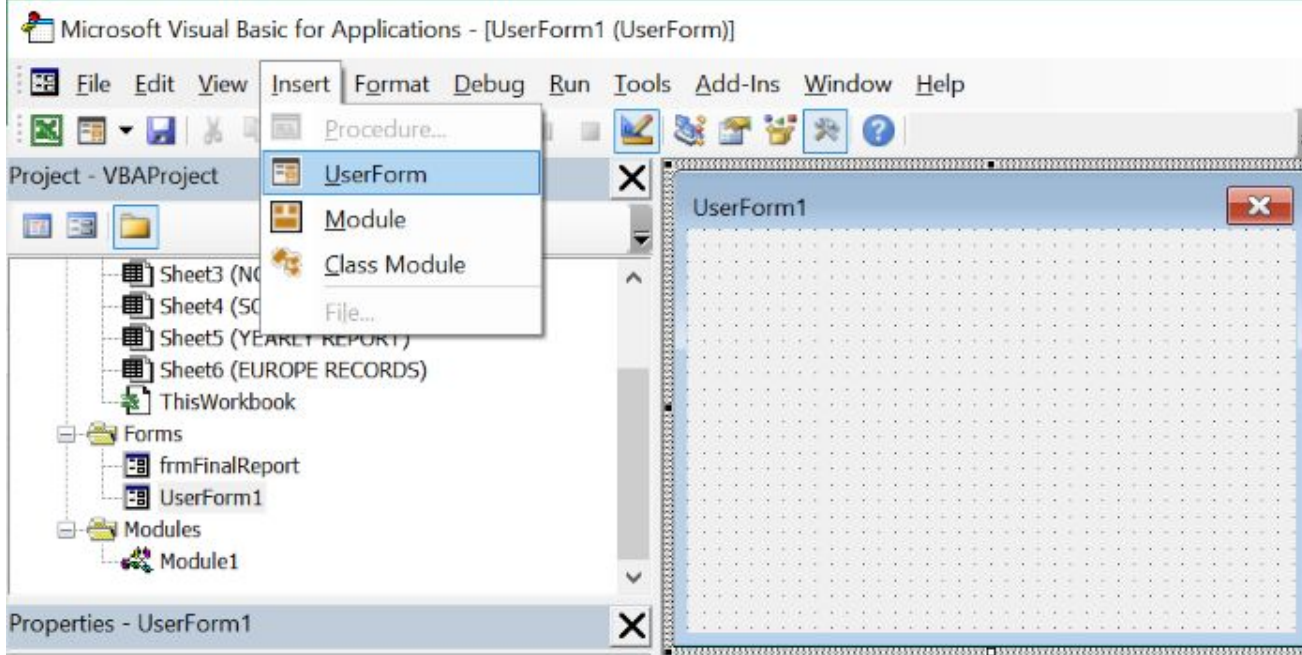 Microsoft Visual Basic for Applications - [UserForm1 (UserForm)]
File Edit View Insert Format Debug Run Tools Add-Ins Window Help
Procedure...
UserForm
Module
Class Module
File...
Project - VBAProject
Sheet3 (NO
Sheet4 (SO
Sheet5 (YEARLY REPORT)
Sheet6 (EUROPE RECORDS)
ThisWorkbook
Forms
frmFinalReport
UserForm1
Modules
Module1
Properties - UserForm1
UserForm1